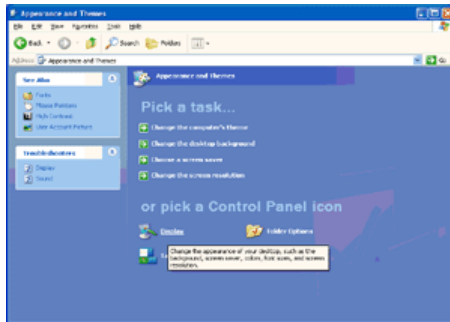 Appearance and Themes
File Edit View Favorites Tools Help
Back Search Folders
Address Appearance and Themes Go
See Also
Fonts
Mouse Pointers
High Contrast
User Account Picture
Troubleshooters
Display
Sound
Appearance and Themes
Pick a task...
Change the computer's theme
Change the desktop background
Choose a screen saver
Change the screen resolution
or pick a Control Panel icon
Display Folder Options
Change the appearance of your desktop, such as the
background, screen saver, colors, font sizes, and screen
resolution.